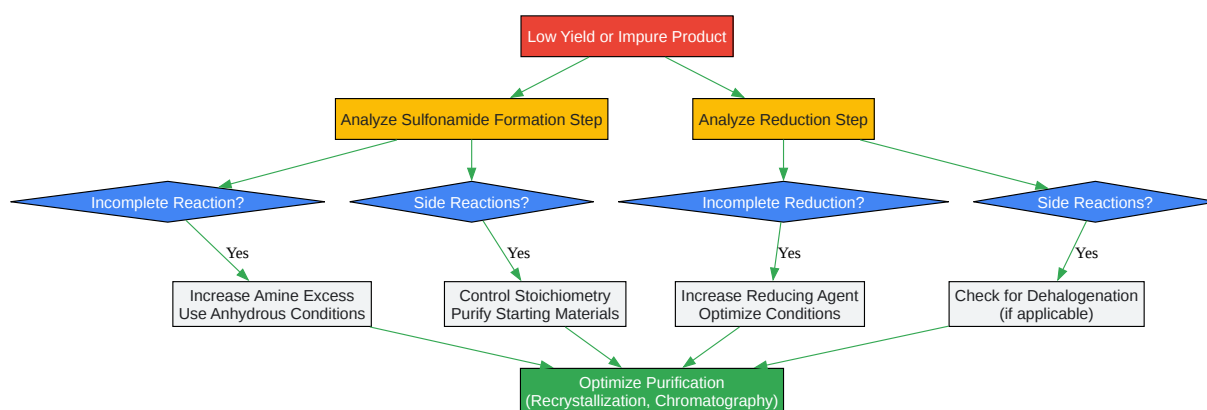 Low Yield or Impure Product
Analyze Sulfonamide Formation Step
Analyze Reduction Step
Incomplete Reaction?
Side Reactions?
Incomplete Reduction?
Side Reactions?
Yes
Yes
Yes
Yes
Increase Amine Excess
Use Anhydrous Conditions
Control Stoichiometry
Purify Starting Materials
Increase Reducing Agent
Optimize Conditions
Check for Dehalogenation
(if applicable)
Optimize Purification
(Recrystallization, Chromatography)